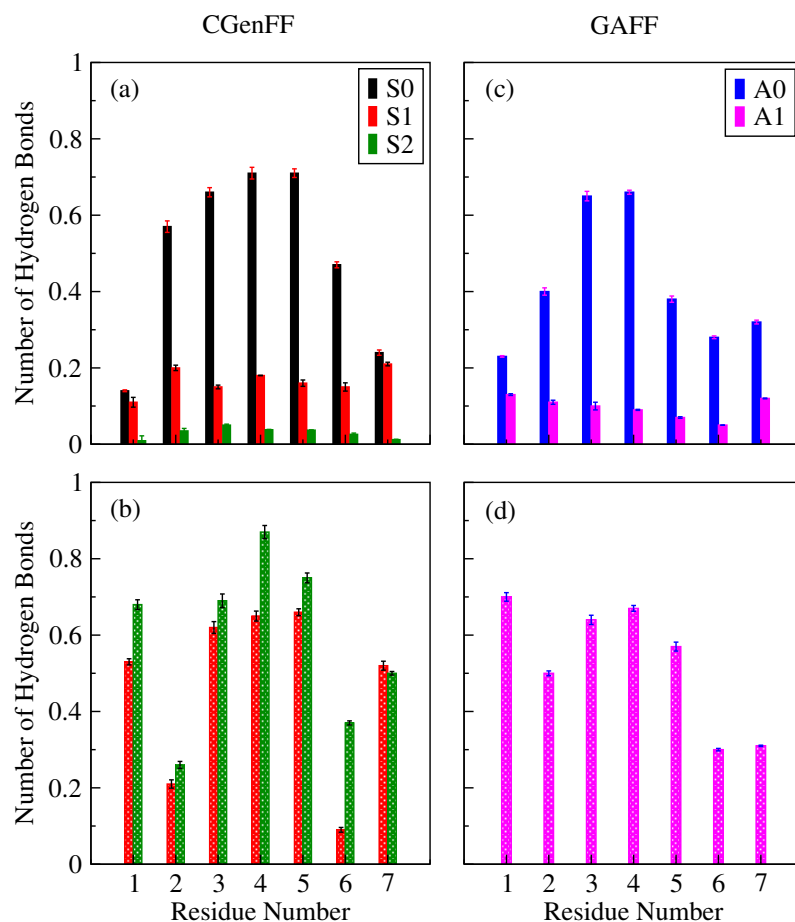 CGenFF
GAFF
Number of Hydrogen Bonds
1
0.8
0.6
0.4
0.2
0
(a)
S0
S1
S2
(c)
A0
A1
Number of Hydrogen Bonds
1
0.8
0.6
0.4
0.2
0
(b)
(d)
1 2 3 4 5 6 7
1 2 3 4 5 6 7
Residue Number
Residue Number